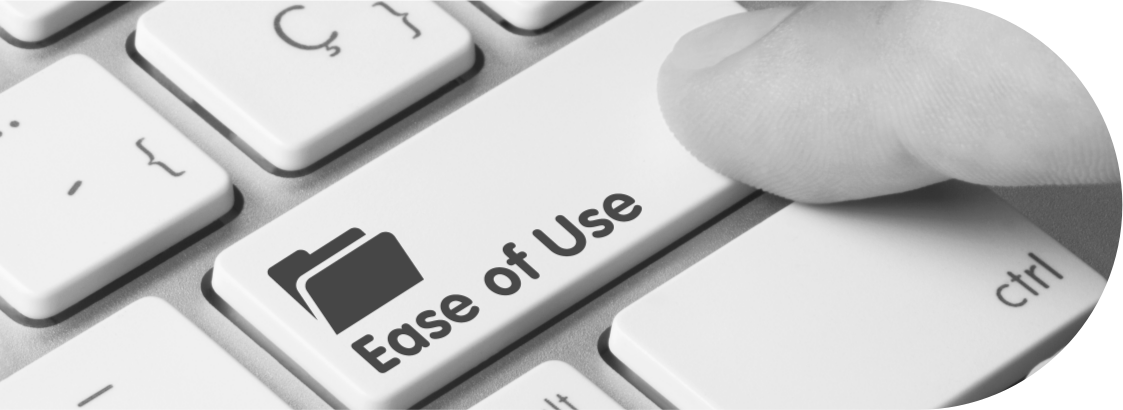 Ç }
¨ {
´
Ease of Use
ctrl